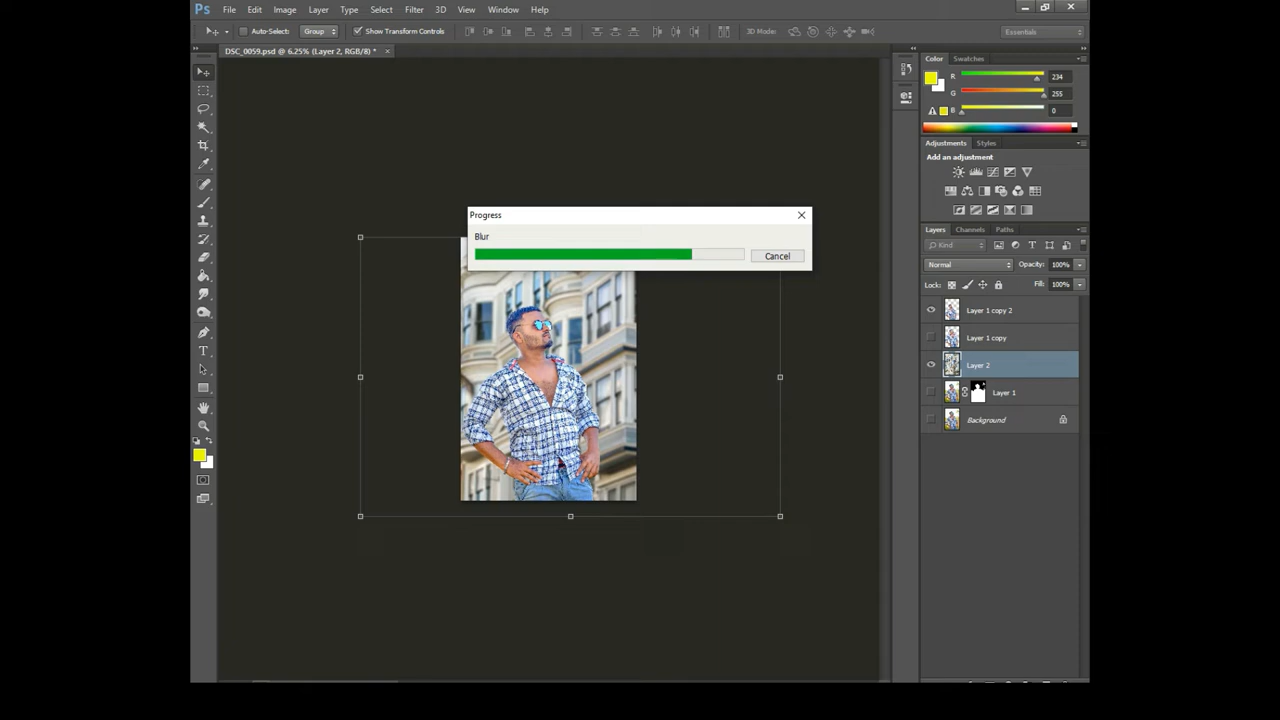 Ps File Edit Image Layer Type Select Filter 3D View Window Help
Auto-Select: Group Show Transform Controls 3D Mode: Essentials
DSC_0059.psd @ 6.25% (Layer 2, RGB/8) * ×
Color Swatches
R 234
G 255
B 0
Adjustments Styles
Add an adjustment
Progress
Blur
Cancel
Layers Channels Paths
Kind
Normal Opacity: 100%
Lock: Fill: 100%
Layer 1 copy 2
Layer 1 copy
Layer 2
Layer 1
Background